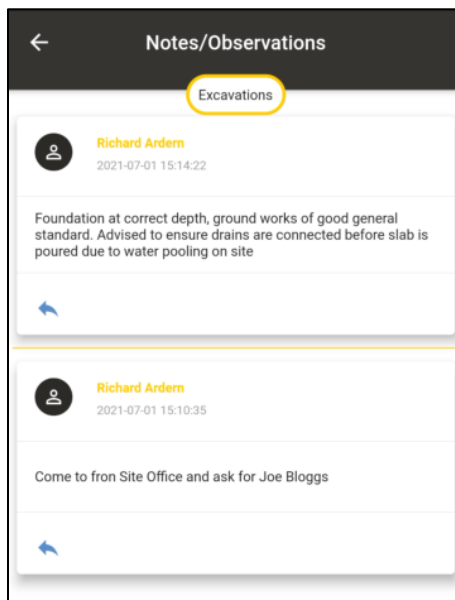 Notes/Observations
Excavations
Richard Ardern
2021-07-01 15:14:22
Foundation at correct depth, ground works of good general
standard. Advised to ensure drains are connected before slab is
poured due to water pooling on site
Richard Ardern
2021-07-01 15:10:35
Come to fron Site Office and ask for Joe Bloggs